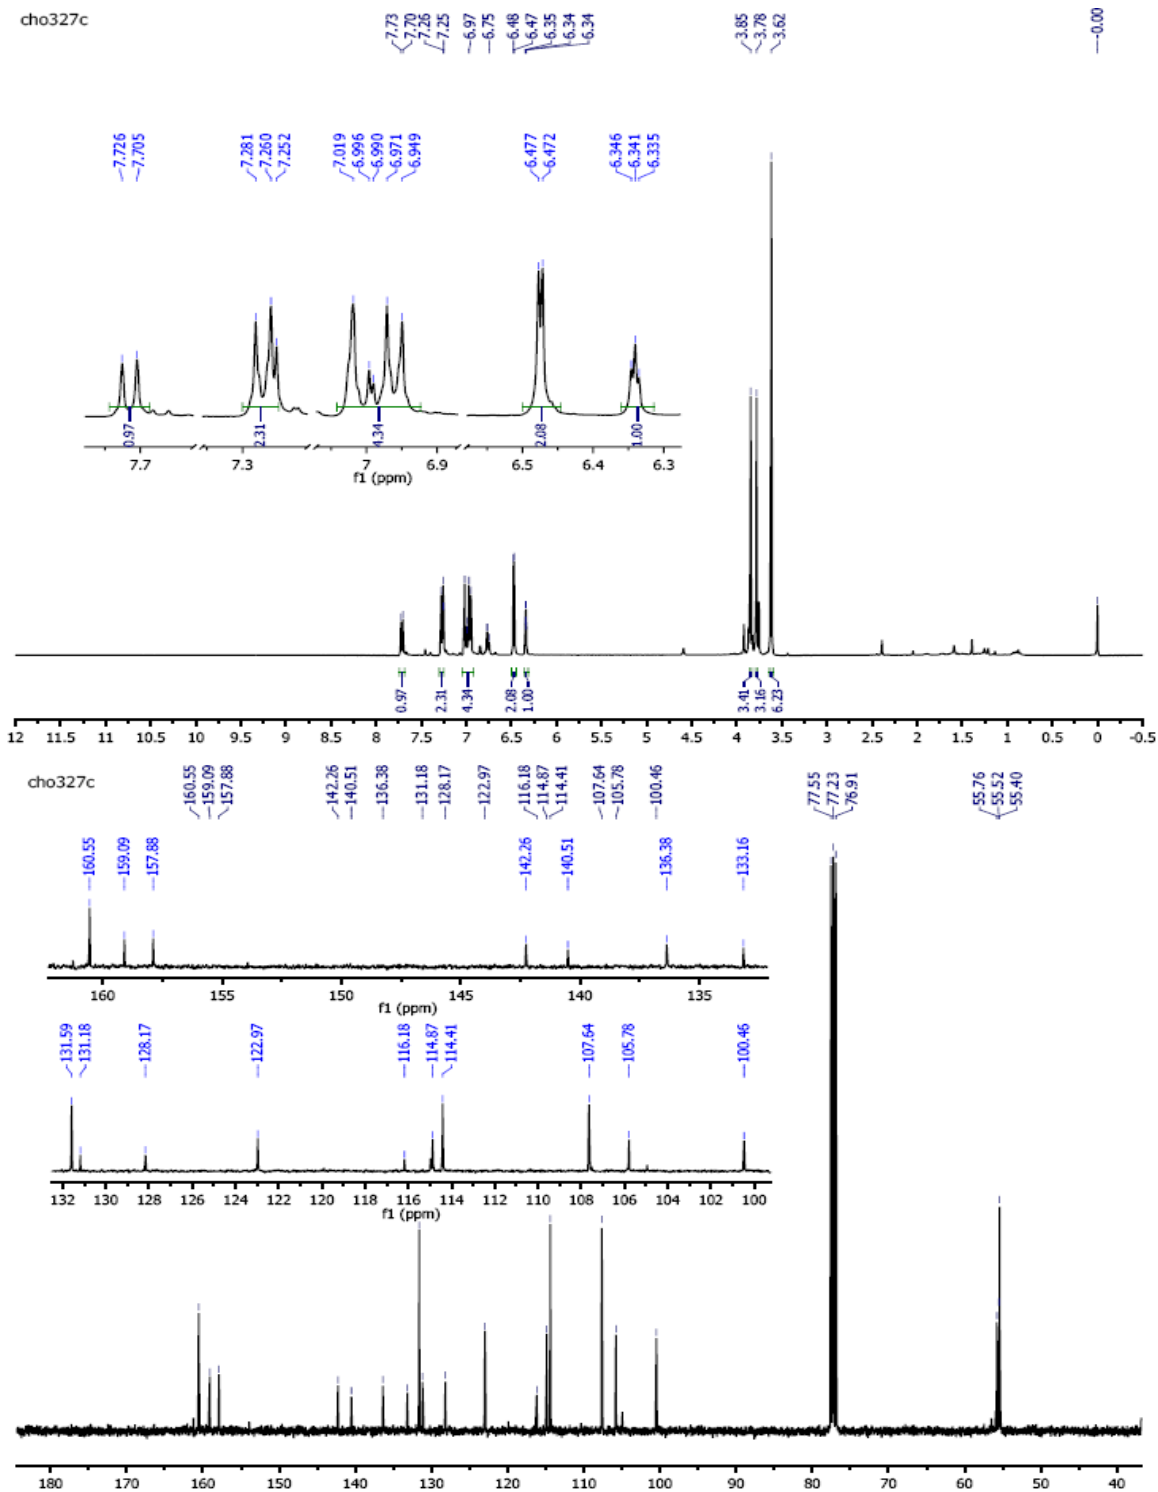 cho327c
7.73 7.70 7.26 7.25 6.97 6.75 6.48 6.47 6.35 6.34 6.34 3.85 3.78 3.62 -0.00
7.726 7.705 7.281 7.260 7.252 7.019 6.996 6.990 6.971 6.949 6.477 6.472 6.346 6.341 6.335
0.97 2.31 4.34 2.08 1.00
7.7 7.3 7 6.9 6.5 6.4 6.3
f1 (ppm)
0.97 2.31 4.34 2.08 1.00 3.41 3.16 6.23
12 11.5 11 10.5 10 9.5 9 8.5 8 7.5 7 6.5 6 5.5 5 4.5 4 3.5 3 2.5 2 1.5 1 0.5 0 -0.5
cho327c
160.55 159.09 157.88 142.26 140.51 136.38 131.18 128.17 122.97 116.18 114.87 114.41 107.64 105.78 100.46 77.55 77.23 76.91 55.76 55.52 55.40
160.55 159.09 157.88 142.26 140.51 136.38 133.16
160 155 150 145 140 135
f1 (ppm)
131.59 131.18 128.17 122.97 116.18 114.87 114.41 107.64 105.78 100.46
132 130 128 126 124 122 120 118 116 114 112 110 108 106 104 102 100
f1 (ppm)
180 170 160 150 140 130 120 110 100 90 80 70 60 50 40